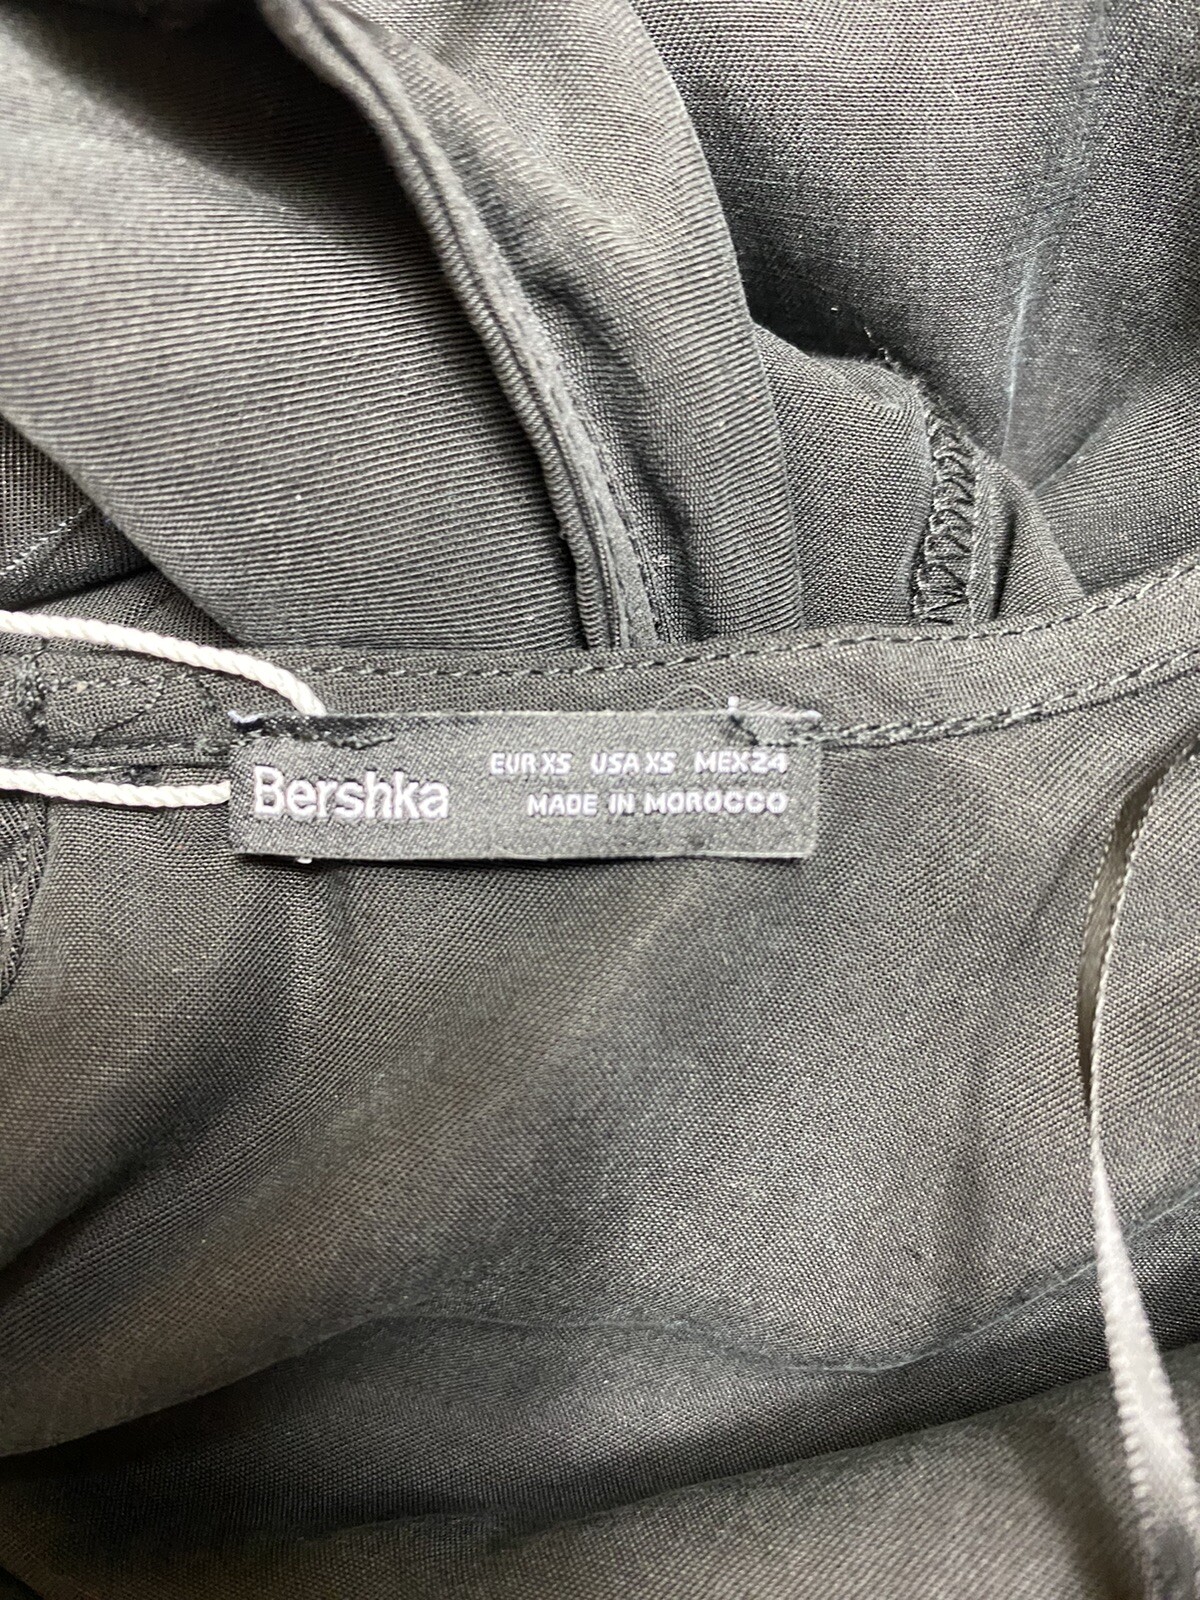 Bershka
EUR XS USA XS MEX 24
MADE IN MOROCCO